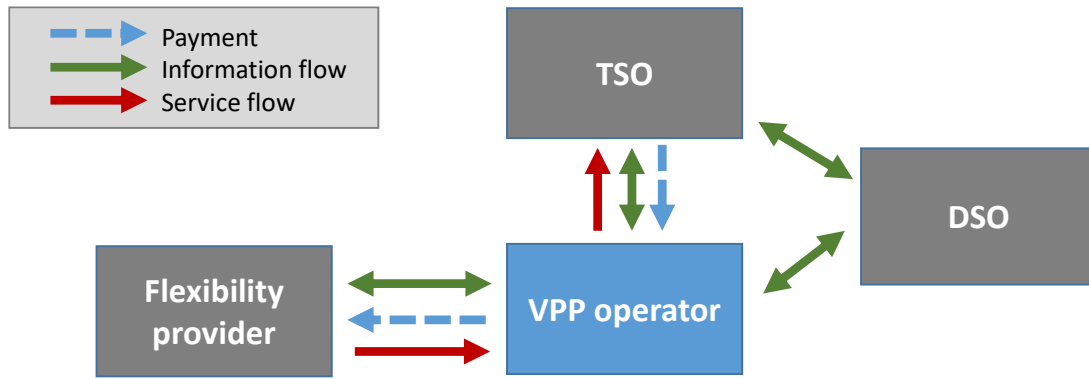 Payment
Information flow
Service flow
TSO
DSO
Flexibility
provider
VPP operator